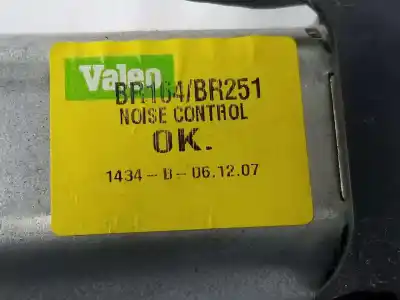 Valeo
BR164/BR251
NOISE CONTROL
OK.
1434-B-06.12.07